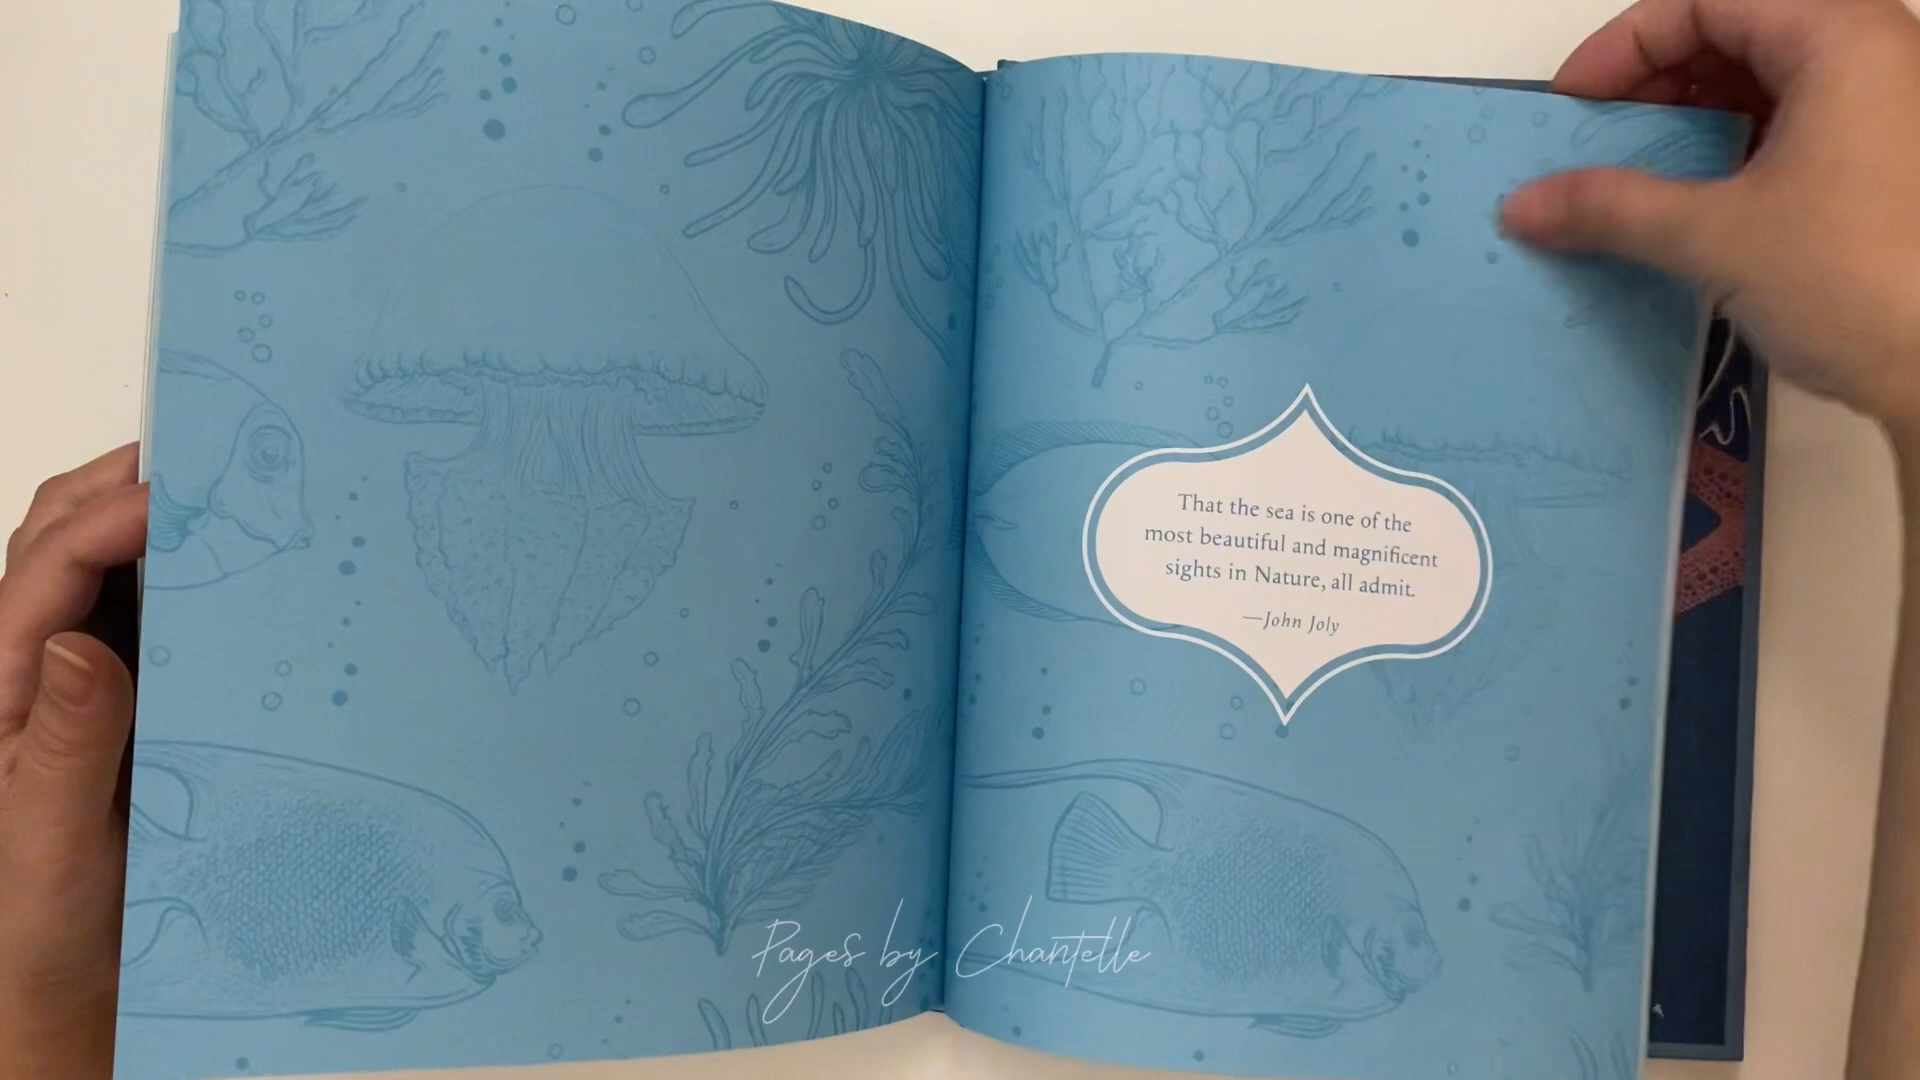 That the sea is one of the
most beautiful and magnificent
sights in Nature, all admit.
—John Joly
Pages by Chantelle